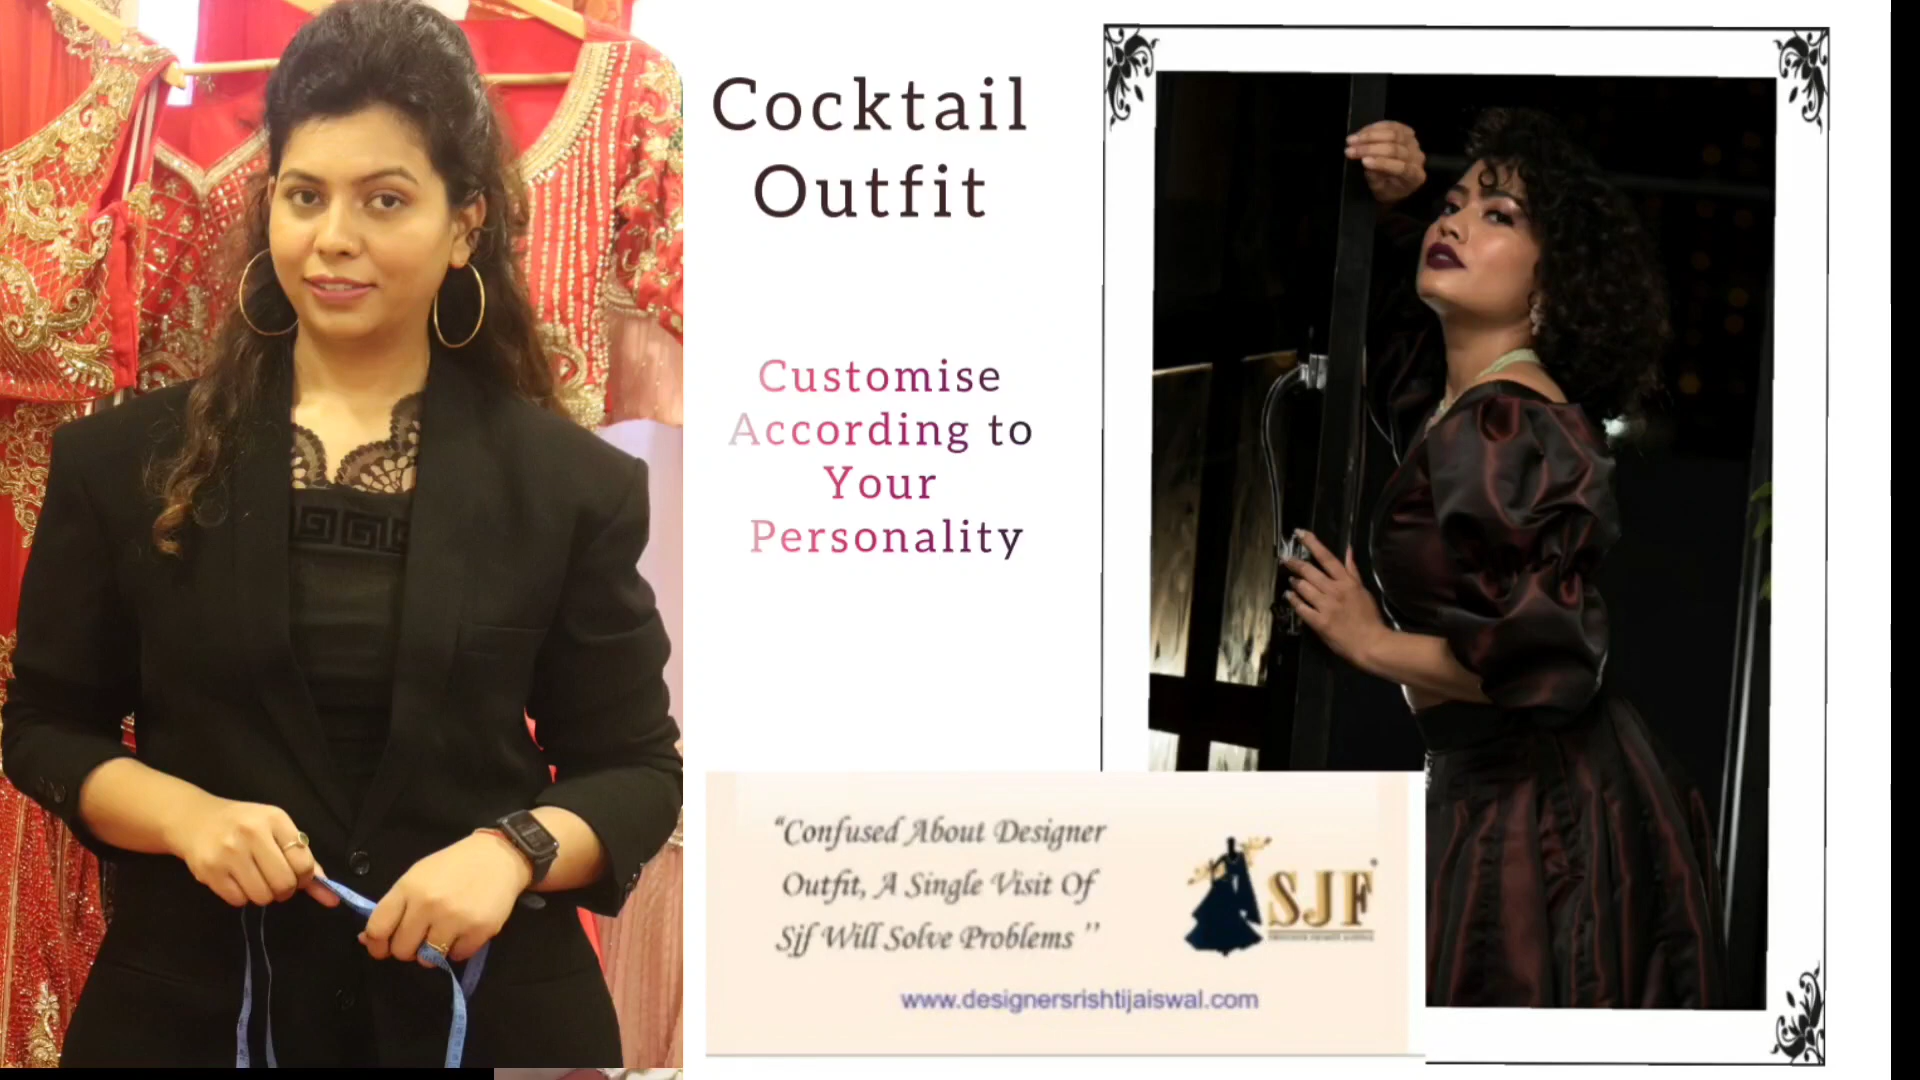 Cocktail
Outfit
Customise
According to
Your
Personality
“Confused About Designer
Outfit, A Single Visit Of
Sjf Will Solve Problems ’’
SJF
www.designersrishtijaiswal.com